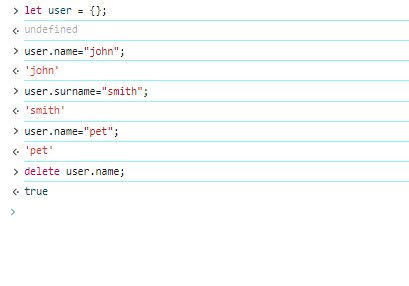 let user = {};
undefined
user.name="john";
'john'
user.surname="smith";
'smith'
user.name="pet";
'pet'
delete user.name;
true